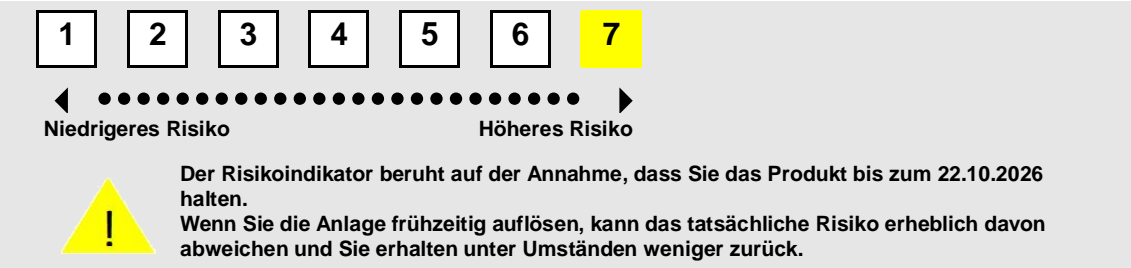 1 2 3 4 5 6 7
Niedrigeres Risiko Höheres Risiko
Der Risikoindikator beruht auf der Annahme, dass Sie das Produkt bis zum 22.10.2026
halten.
Wenn Sie die Anlage frühzeitig auflösen, kann das tatsächliche Risiko erheblich davon
abweichen und Sie erhalten unter Umständen weniger zurück.
!